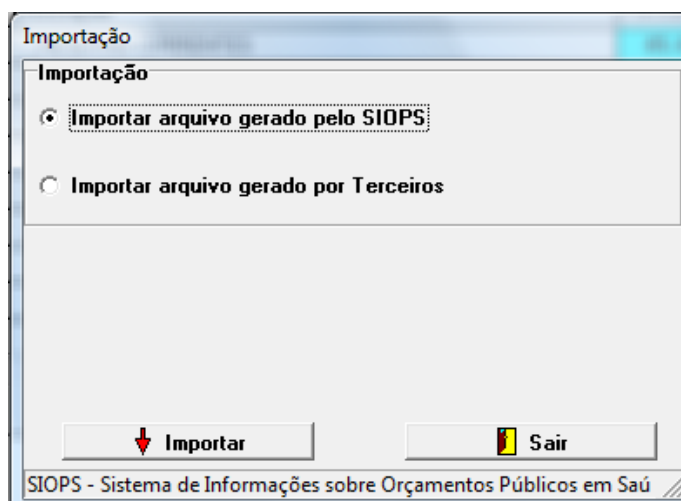 Importação
Importação
Importar arquivo gerado pelo SIOPS
Importar arquivo gerado por Terceiros
Importar
Sair
SIOPS - Sistema de Informações sobre Orçamentos Públicos em Saú